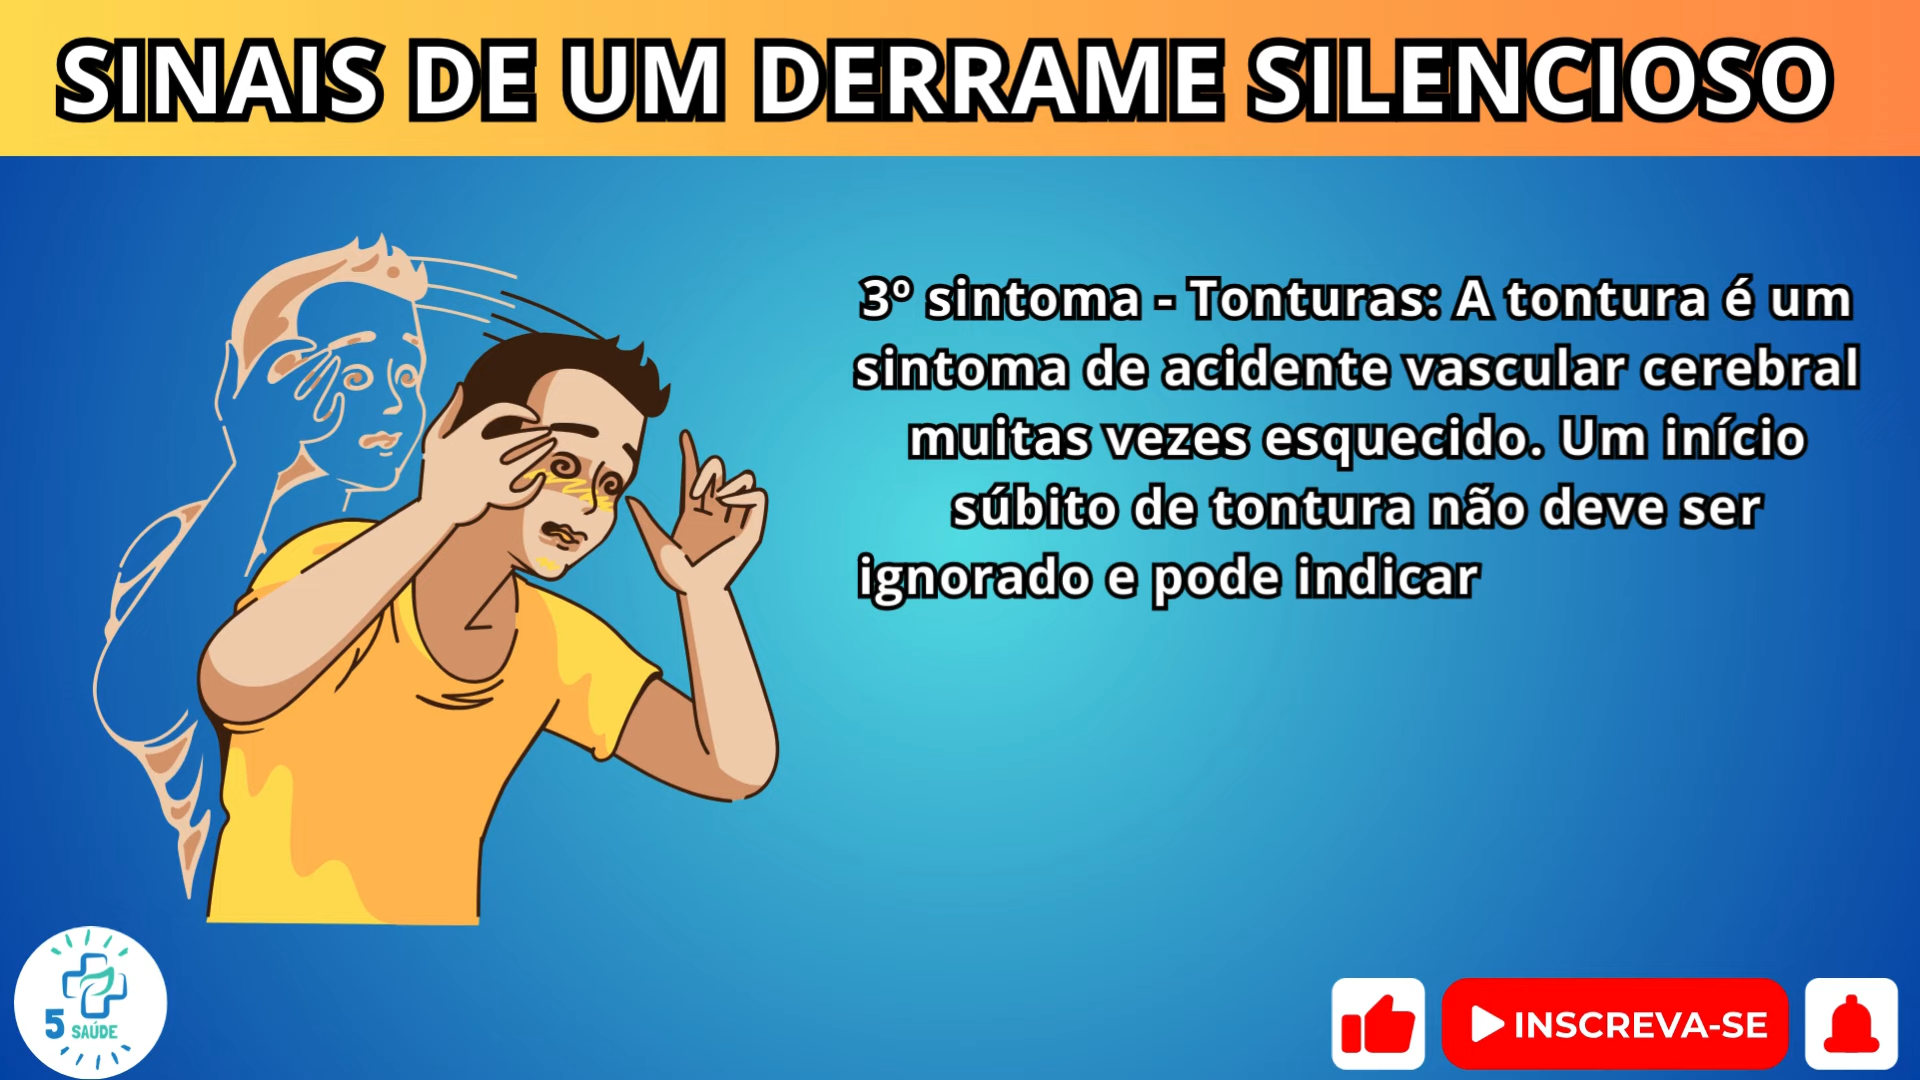 SINAIS DE UM DERRAME SILENCIOSO
3º sintoma - Tonturas: A tontura é um
sintoma de acidente vascular cerebral
muitas vezes esquecido. Um início
súbito de tontura não deve ser
ignorado e pode indicar
5 SAÚDE
INSCREVA-SE